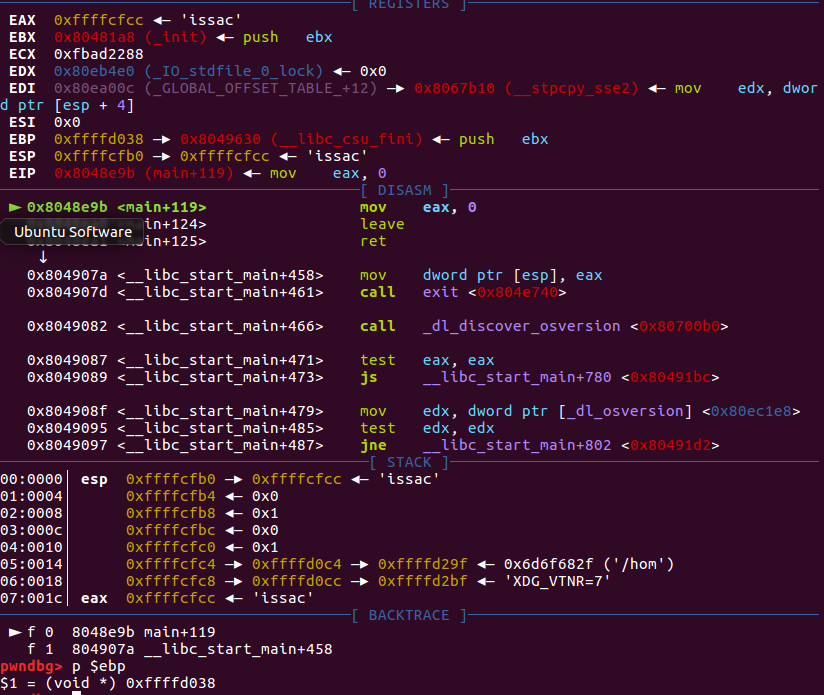 [ REGISTERS ]
EAX  0xffffcfcc ◂— 'issac'
EBX  0x80481a8 (_init) ◂— push   ebx
ECX  0xfbad2288
EDX  0x80eb4e0 (_IO_stdfile_0_lock) ◂— 0x0
EDI  0x80ea00c (_GLOBAL_OFFSET_TABLE_+12) —▸ 0x8067b10 (__stpcpy_sse2) ◂— mov    edx, dwor
d ptr [esp + 4]
ESI  0x0
EBP  0xffffd038 —▸ 0x8049630 (__libc_csu_fini) ◂— push   ebx
ESP  0xffffcfb0 —▸ 0xffffcfcc ◂— 'issac'
EIP  0x8048e9b (main+119) ◂— mov    eax, 0
[ DISASM ]
► 0x8048e9b <main+119>    mov    eax, 0
in+124>    leave
Ubuntu Software
in+125>    ret
↓
0x804907a <__libc_start_main+458>    mov    dword ptr [esp], eax
0x804907d <__libc_start_main+461>    call   exit <0x804e740>
0x8049082 <__libc_start_main+466>    call   _dl_discover_osversion <0x80700b0>
0x8049087 <__libc_start_main+471>    test   eax, eax
0x8049089 <__libc_start_main+473>    js     __libc_start_main+780 <0x80491bc>
0x804908f <__libc_start_main+479>    mov    edx, dword ptr [_dl_osversion] <0x80ec1e8>
0x8049095 <__libc_start_main+485>    test   edx, edx
0x8049097 <__libc_start_main+487>    jne    __libc_start_main+802 <0x80491d2>
[ STACK ]
00:0000│ esp  0xffffcfb0 —▸ 0xffffcfcc ◂— 'issac'
01:0004│      0xffffcfb4 ◂— 0x0
02:0008│      0xffffcfb8 ◂— 0x1
03:000c│      0xffffcfbc ◂— 0x0
04:0010│      0xffffcfc0 ◂— 0x1
05:0014│      0xffffcfc4 —▸ 0xffffd0c4 —▸ 0xffffd29f ◂— 0x6d6f682f ('/hom')
06:0018│      0xffffcfc8 —▸ 0xffffd0cc —▸ 0xffffd2bf ◂— 'XDG_VTNR=7'
07:001c│ eax  0xffffcfcc ◂— 'issac'
[ BACKTRACE ]
► f 0  8048e9b main+119
f 1  804907a __libc_start_main+458
pwndbg> p $ebp
$1 = (void *) 0xffffd038